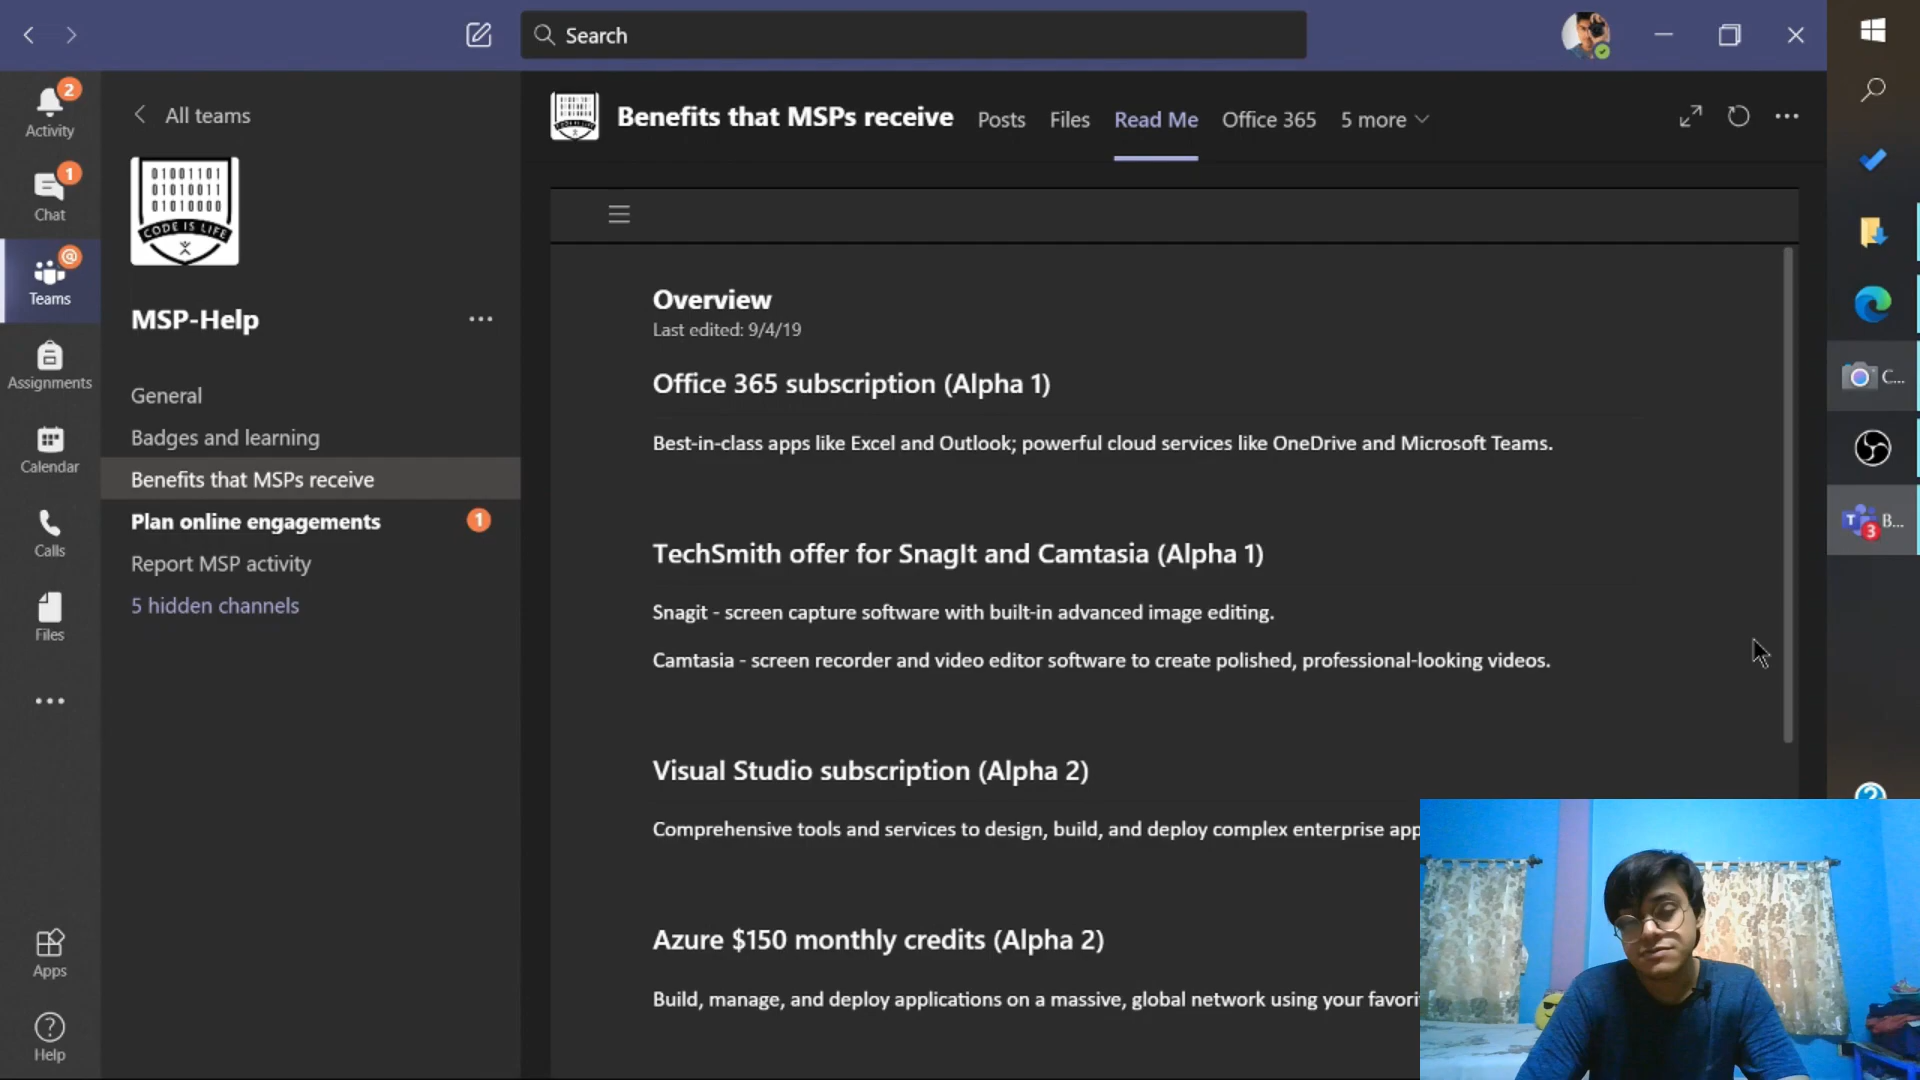 Search
2
Activity
1
Chat
@
Teams
Assignments
Calendar
Calls
Files
Apps
Help
All teams
01001101
01010011
01010000
CODE IS LIFE
MSP-Help
General
Badges and learning
Benefits that MSPs receive
Plan online engagements
1
Report MSP activity
5 hidden channels
Benefits that MSPs receive
Posts
Files
Read Me
Office 365
5 more
Overview
Last edited: 9/4/19
Office 365 subscription (Alpha 1)
Best-in-class apps like Excel and Outlook; powerful cloud services like OneDrive and Microsoft Teams.
TechSmith offer for SnagIt and Camtasia (Alpha 1)
Snagit - screen capture software with built-in advanced image editing.
Camtasia - screen recorder and video editor software to create polished, professional-looking videos.
Visual Studio subscription (Alpha 2)
Comprehensive tools and services to design, build, and deploy complex enterprise app
Azure $150 monthly credits (Alpha 2)
Build, manage, and deploy applications on a massive, global network using your favori
C...
T
3
B...